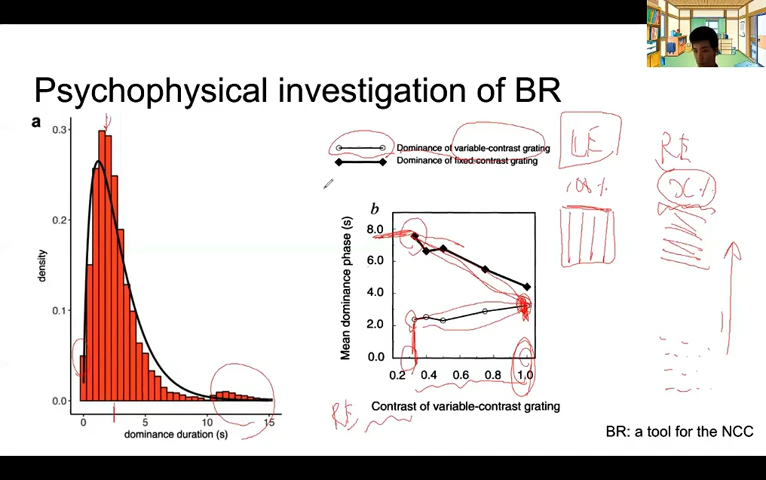 Psychophysical investigation of BR
a
0.3
0.2
0.1
0.0
density
0
5
10
15
dominance duration (s)
Dominance of variable-contrast grating
Dominance of fixed-contrast grating
b
8.0
6.0
4.0
2.0
0.0
Mean dominance phase (s)
0.2
0.4
0.6
0.8
1.0
Contrast of variable-contrast grating
LE
100%
RE
x%
RE
BR: a tool for the NCC